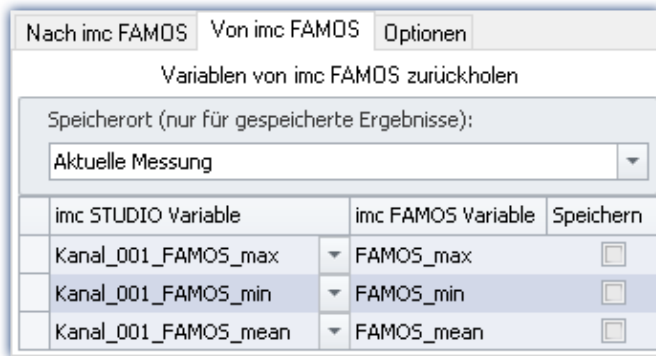 Nach imc FAMOS Von imc FAMOS Optionen
Variablen von imc FAMOS zurückholen
Speicherort (nur für gespeicherte Ergebnisse):
Aktuelle Messung
imc STUDIO Variable imc FAMOS Variable Speichern
Kanal_001_FAMOS_max FAMOS_max
Kanal_001_FAMOS_min FAMOS_min
Kanal_001_FAMOS_mean FAMOS_mean